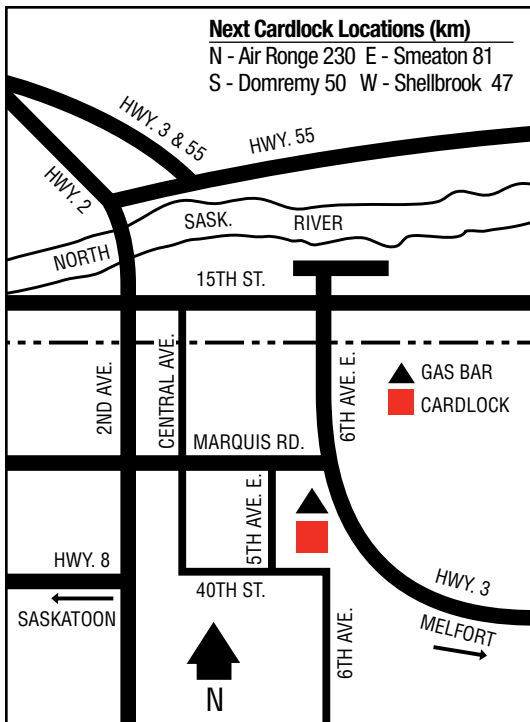 Next Cardlock Locations (km)
N - Air Ronge 230 E - Smeaton 81
S - Domremy 50 W - Shellbrook 47
HWY. 3 & 55
HWY. 55
HWY. 2
SASK.
RIVER
NORTH
15TH ST.
2ND AVE.
CENTRAL AVE.
6TH AVE. E.
GAS BAR
CARDLOCK
MARQUIS RD.
5TH AVE. E.
HWY. 8
40TH ST.
HWY. 3
SASKATOON
MELFORT
6TH AVE.
N